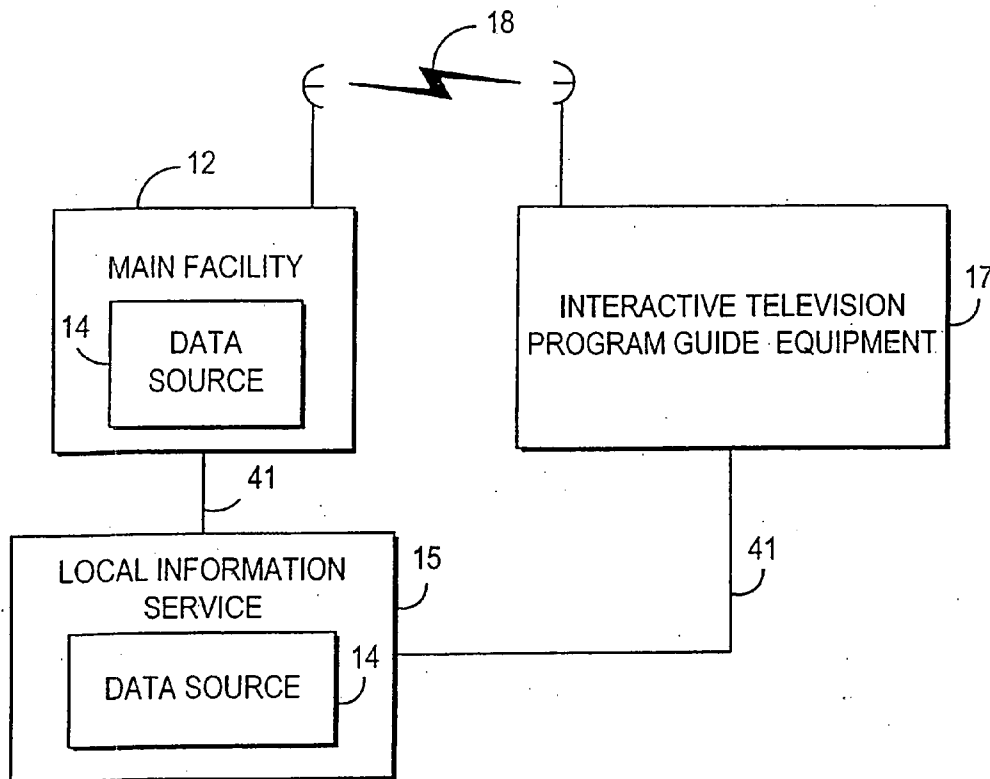 18
12
MAIN FACILITY
14
DATA
SOURCE
INTERACTIVE TELEVISION
PROGRAM GUIDE EQUIPMENT
17
41
LOCAL INFORMATION
SERVICE
15
41
14
DATA SOURCE